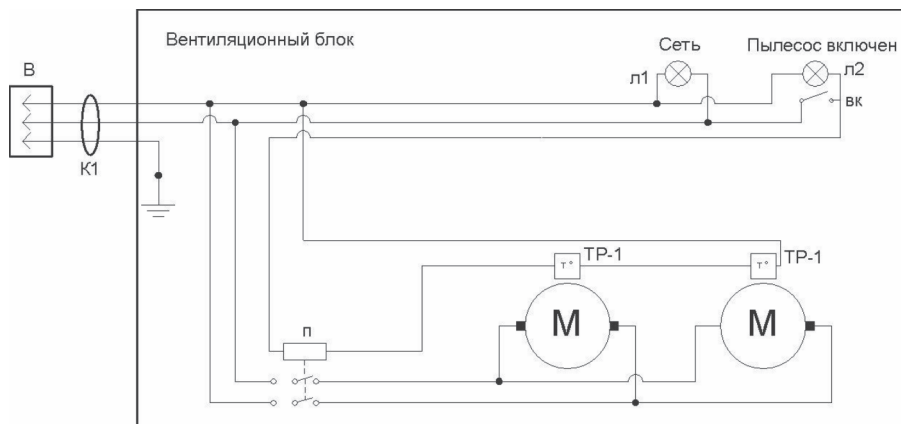 Вентиляционный блок
Сеть
Пылесос включен
В
л1
л2
вк
К1
ТР-1
ТР-1
т°
т°
М
М
п